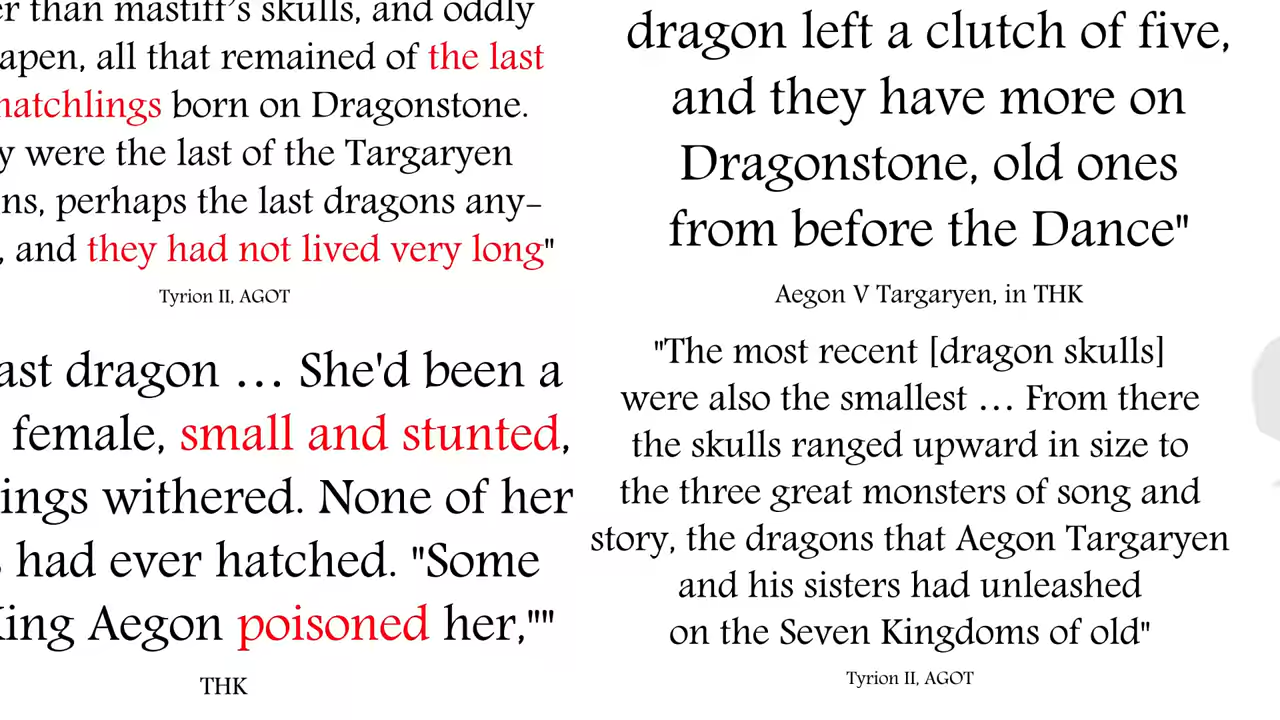 than mastiff's skulls, and oddly
all that remained of the last
hatchlings born on Dragonstone.
were the last of the Targaryen
perhaps the last dragons any-
and they had not lived very long"
Tyrion II, AGOT
dragon … She'd been a
female, small and stunted,
withered. None of her
had ever hatched. "Some
King Aegon poisoned her,""
THK
dragon left a clutch of five,
and they have more on
Dragonstone, old ones
from before the Dance"
Aegon V Targaryen, in THK
"The most recent [dragon skulls]
were also the smallest … From there
the skulls ranged upward in size to
the three great monsters of song and
story, the dragons that Aegon Targaryen
and his sisters had unleashed
on the Seven Kingdoms of old"
Tyrion II, AGOT